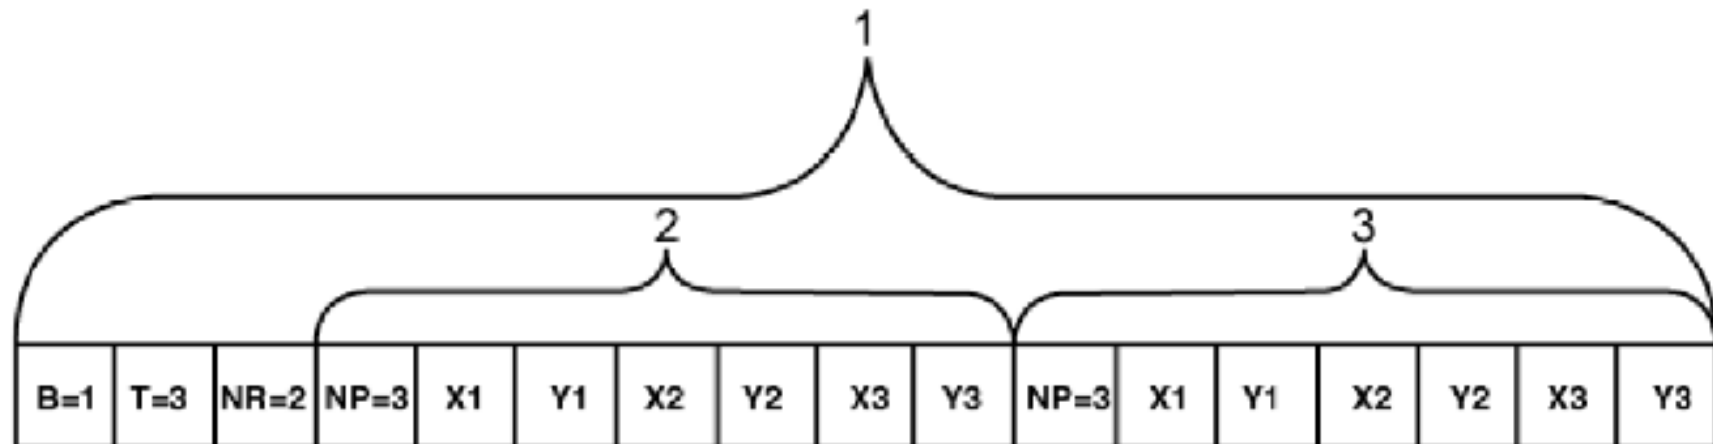 1
2 3
B=1 T=3 NR=2 NP=3 X1 Y1 X2 Y2 X3 Y3 NP=3 X1 Y1 X2 Y2 X3 Y3